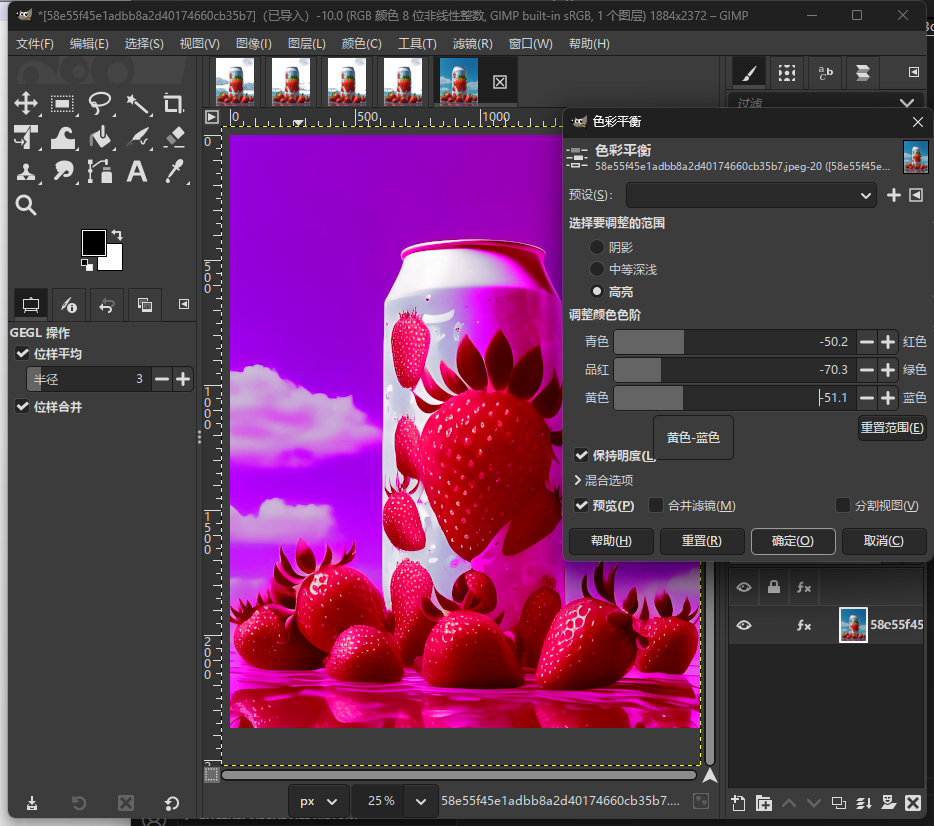 *[58e55f45e1adbb8a2d40174660cb35b7]（已导入）-10.0 (RGB 颜色 8 位非线性整数, GIMP built-in sRGB, 1 个图层) 1884x2372 – GIMP
文件(F) 编辑(E) 选择(S) 视图(V) 图像(I) 图层(L) 颜色(C) 工具(T) 滤镜(R) 窗口(W) 帮助(H)
过滤
0 500 1000
色彩平衡
色彩平衡
58e55f45e1adbb8a2d40174660cb35b7.jpeg-20 ([58e55f45e...
预设(S):
选择要调整的范围
阴影
中等深浅
高亮
调整颜色色阶
青色 -50.2 红色
品红 -70.3 绿色
黄色 -51.1 蓝色
重置范围(E)
黄色-蓝色
保持明度(L
混合选项
预览(P) 合并滤镜(M) 分割视图(V)
帮助(H) 重置(R) 确定(O) 取消(C)
GEGL 操作
位样平均
半径 3
位样合并
0
500
1000
1500
2000
fx
fx 58e55f45
px 25 % 58e55f45e1adbb8a2d40174660cb35b7....